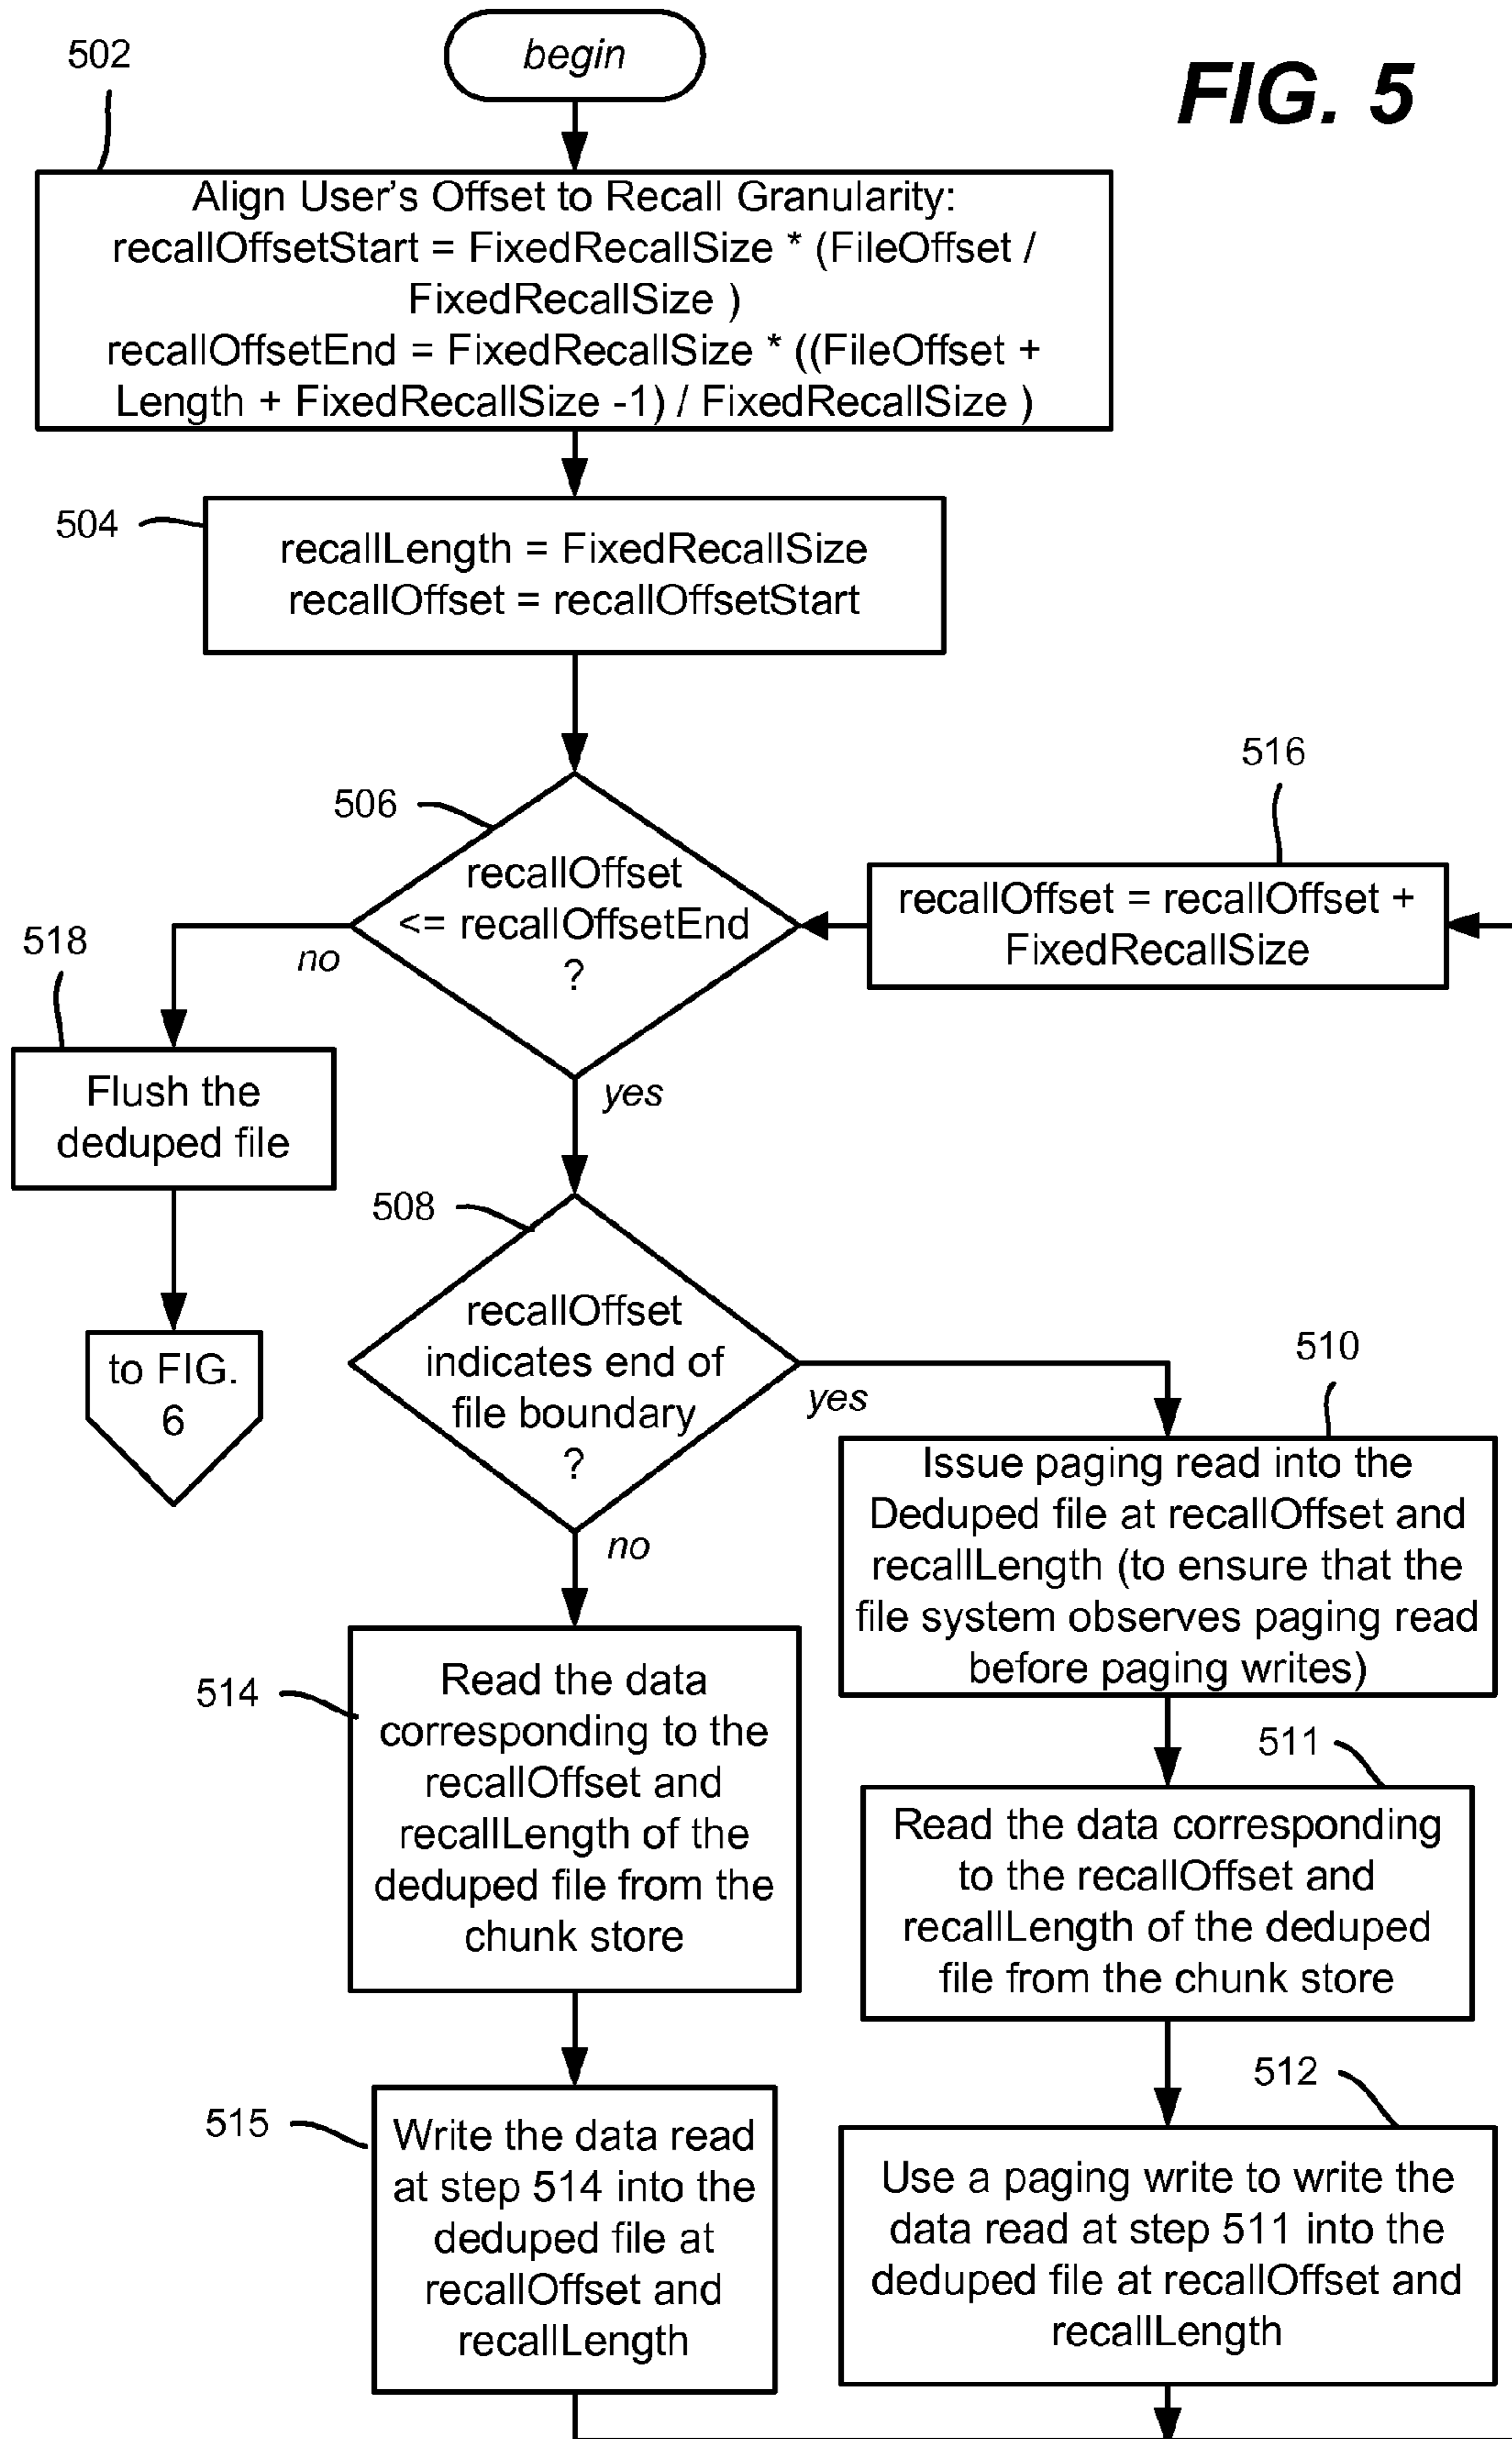 FIG. 5
begin
502
Align User's Offset to Recall Granularity:
recallOffsetStart = FixedRecallSize * (FileOffset /
FixedRecallSize )
recallOffsetEnd = FixedRecallSize * ((FileOffset +
Length + FixedRecallSize -1) / FixedRecallSize )
504
recallLength = FixedRecallSize
recallOffset = recallOffsetStart
506
recallOffset
<= recallOffsetEnd
?
516
recallOffset = recallOffset +
FixedRecallSize
no
518
Flush the
deduped file
to FIG.
6
yes
508
recallOffset
indicates end of
file boundary
?
yes
510
Issue paging read into the
Deduped file at recallOffset and
recallLength (to ensure that the
file system observes paging read
before paging writes)
no
514
Read the data
corresponding to the
recallOffset and
recallLength of the
deduped file from the
chunk store
511
Read the data corresponding
to the recallOffset and
recallLength of the deduped
file from the chunk store
515
Write the data read
at step 514 into the
deduped file at
recallOffset and
recallLength
512
Use a paging write to write the
data read at step 511 into the
deduped file at recallOffset and
recallLength